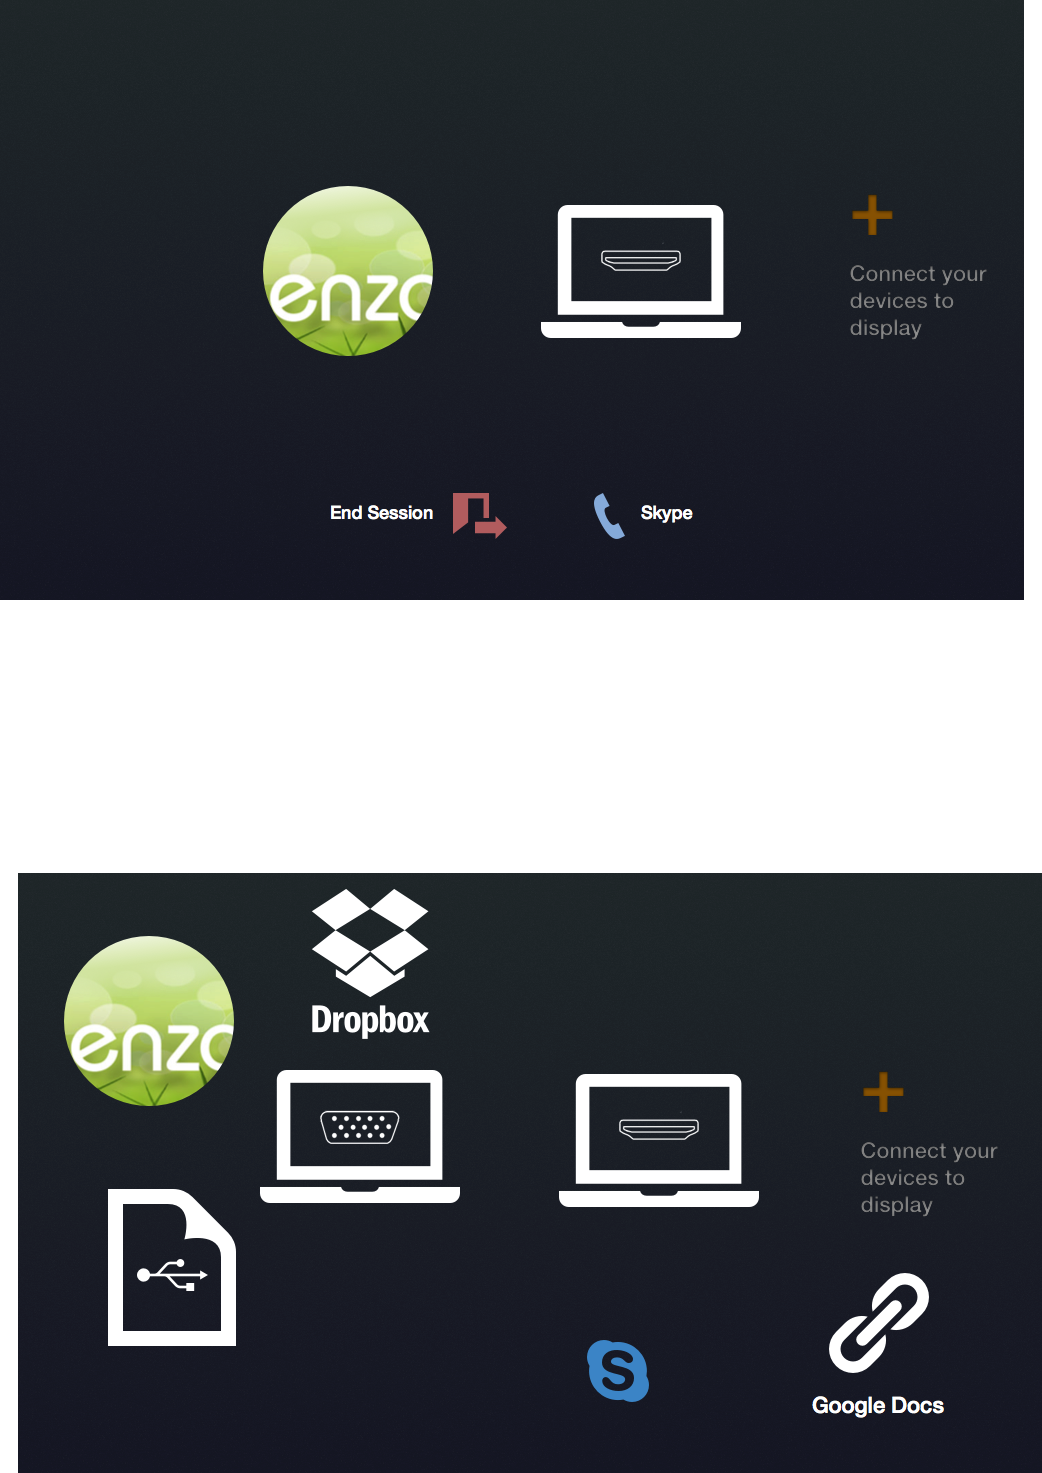 enzo
Connect your
devices to
display
End Session
Skype
Dropbox
enzo
Connect your
devices to
display
S
Google Docs